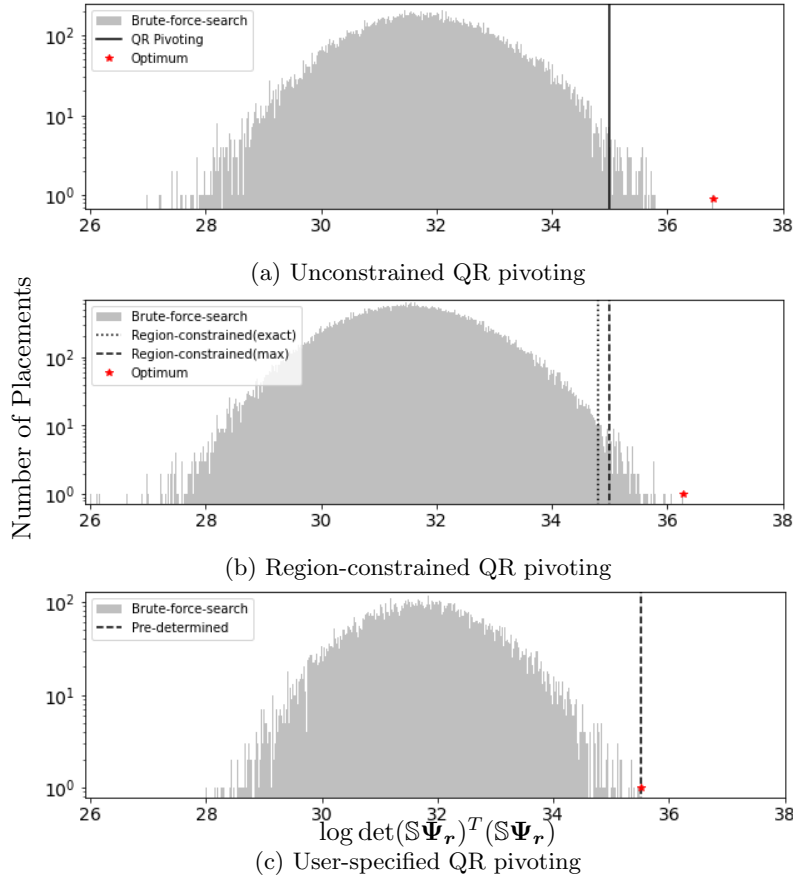 Number of Placements
10²
10¹
10⁰
Brute-force-search
QR Pivoting
Optimum
26 28 30 32 34 36 38
(a) Unconstrained QR pivoting
10²
10¹
10⁰
Brute-force-search
Region-constrained(exact)
Region-constrained(max)
Optimum
26 28 30 32 34 36 38
(b) Region-constrained QR pivoting
10²
10¹
10⁰
Brute-force-search
Pre-determined
26 28 30 32 34 36 38
log det(𝕊Ψ_r)^T(𝕊Ψ_r)
(c) User-specified QR pivoting